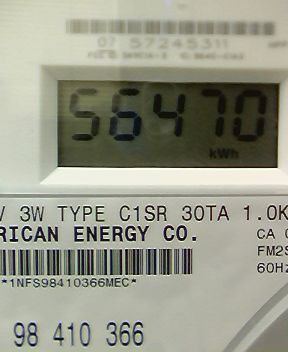 07 57245311
56470
kWh
V 3W TYPE C1SR 30TA 1.0K
RICAN ENERGY CO.
CA 0
FM2S
60Hz
*1NFS98410366MEC*
98 410 366